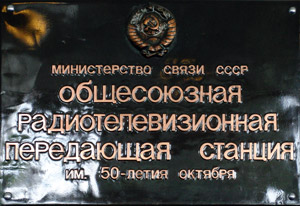 МИНИСТЕРСТВО СВЯЗИ СССР
ОБЩЕСОЮЗНАЯ
РАДИОТЕЛЕВИЗИОННАЯ
ПЕРЕДАЮЩАЯ СТАНЦИЯ
ИМ. 50-ЛЕТИЯ ОКТЯБРЯ